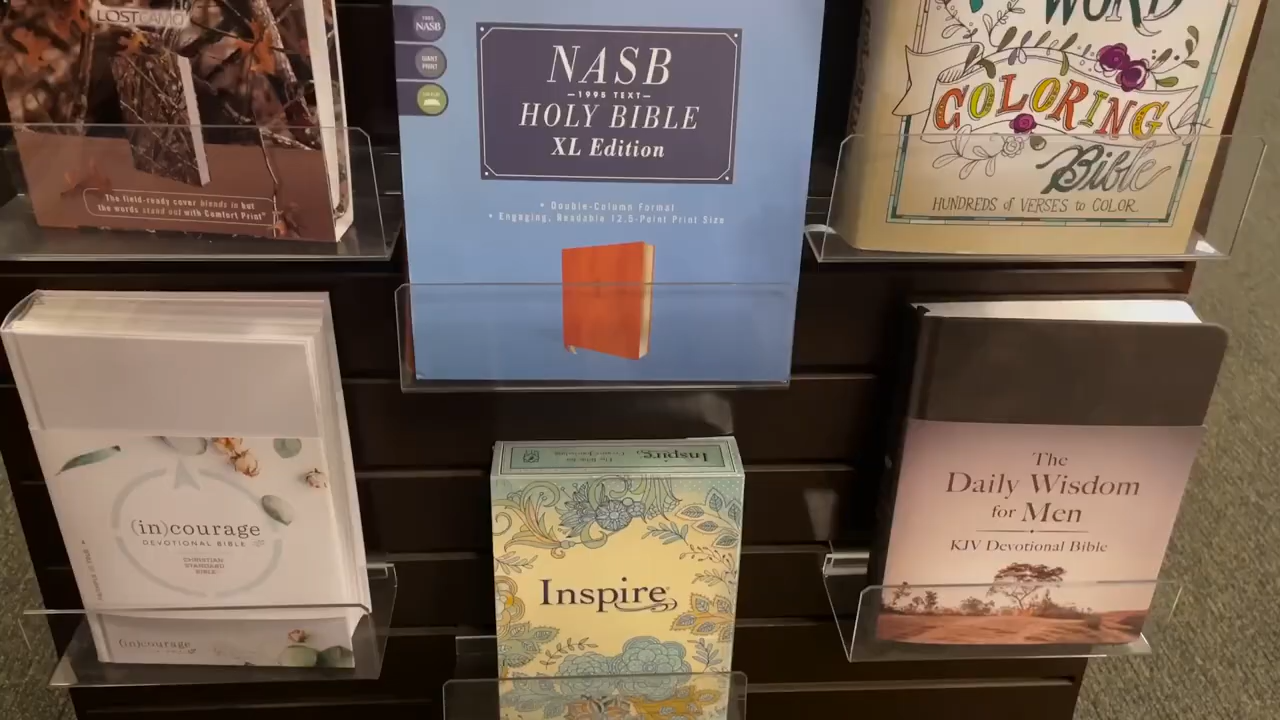 LOSTCAMO
The field-ready cover blends in but
the words stand out with Comfort Print®
1995
NASB
GIANT
PRINT
NASB
1995 TEXT
HOLY BIBLE
XL Edition
• Double-Column Format
• Engaging, Readable 12.5-Point Print Size
WORD
COLORING
Bible
HUNDREDS OF VERSES TO COLOR
(in)courage
DEVOTIONAL BIBLE
CHRISTIAN
STANDARD
BIBLE
(in)courage
Inspire
Inspire
The
Daily Wisdom
for Men
KJV Devotional Bible